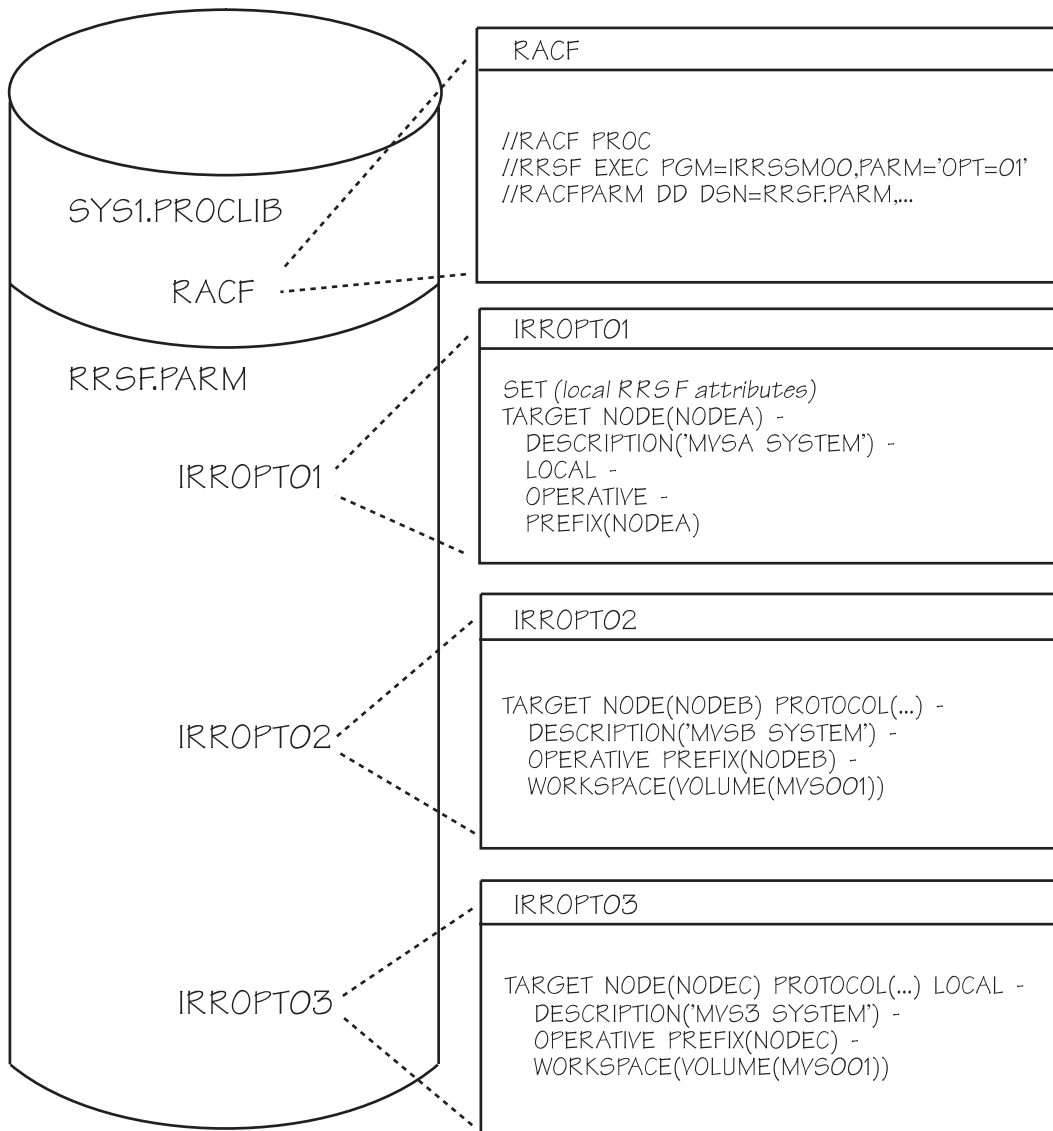 SYS1.PROCLIB
RACF
RRSF.PARM
IRROPT01
IRROPT02
IRROPT03
RACF
//RACF PROC
//RRSF EXEC PGM=IRRSSM00,PARM='OPT=01'
//RACFPARM DD DSN=RRSF.PARM,...
IRROPT01
SET (local RRSF attributes)
TARGET NODE(NODEA) -
DESCRIPTION('MVSA SYSTEM') -
LOCAL -
OPERATIVE -
PREFIX(NODEA)
IRROPT02
TARGET NODE(NODEB) PROTOCOL(...) -
DESCRIPTION('MVSB SYSTEM') -
OPERATIVE PREFIX(NODEB) -
WORKSPACE(VOLUME(MVS001))
IRROPT03
TARGET NODE(NODEC) PROTOCOL(...) LOCAL -
DESCRIPTION('MVS3 SYSTEM') -
OPERATIVE PREFIX(NODEC) -
WORKSPACE(VOLUME(MVS001))